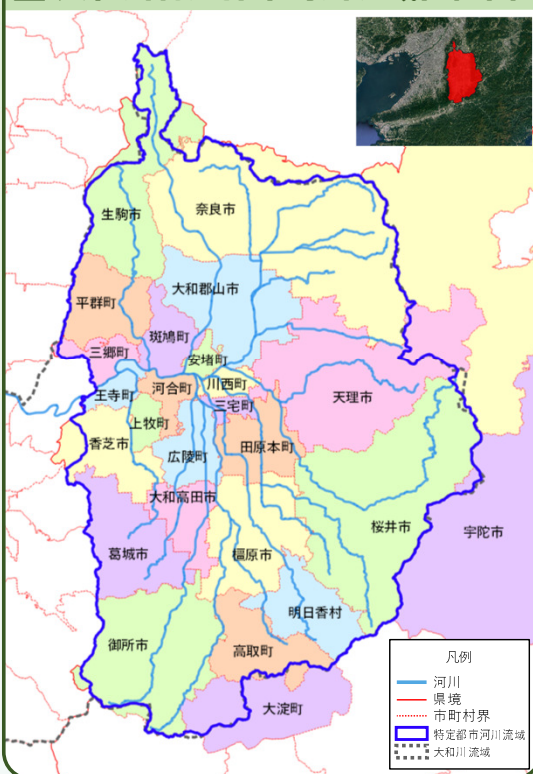 生駒市
奈良市
大和郡山市
平群町
斑鳩町
三郷町
安堵町
王寺町
河合町
川西町
三宅町
天理市
上牧町
香芝市
田原本町
広陵町
大和高田市
桜井市
宇陀市
葛城市
橿原市
明日香村
御所市
高取町
大淀町
凡例
河川
県境
市町村界
特定都市河川流域
大和川流域